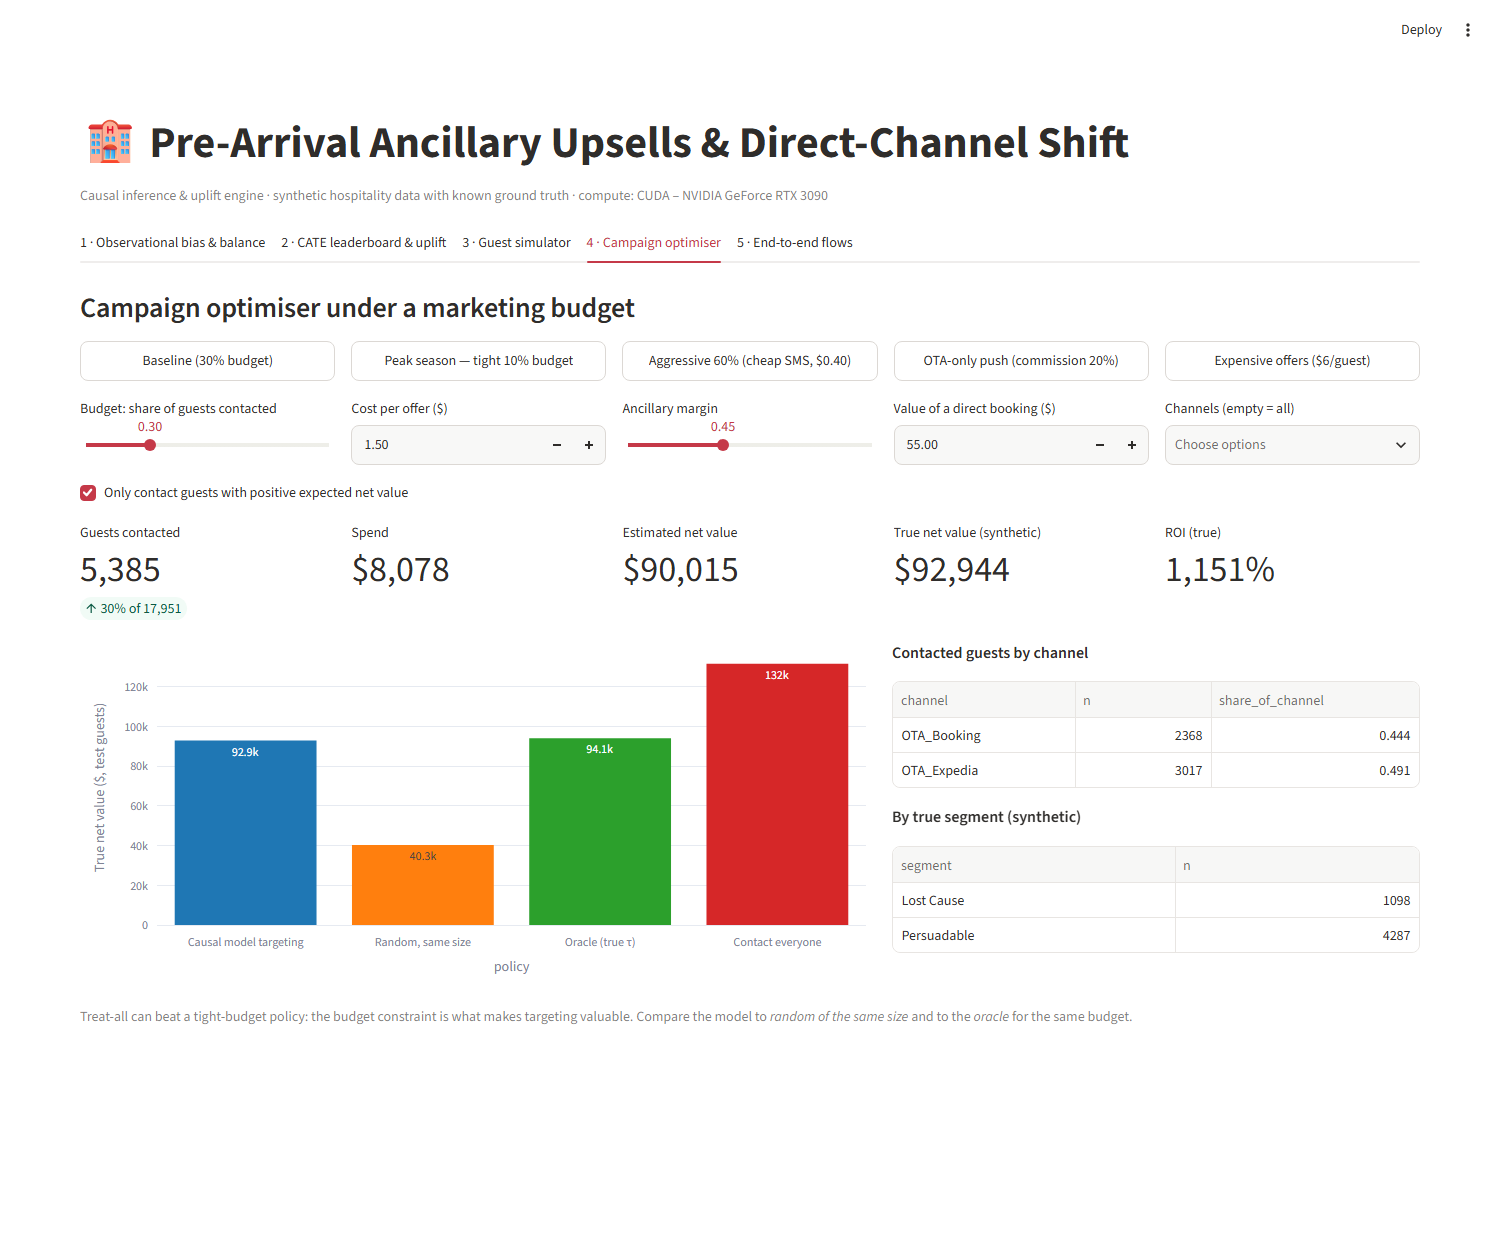 Deploy
Pre-Arrival Ancillary Upsells & Direct-Channel Shift
Causal inference & uplift engine · synthetic hospitality data with known ground truth · compute: CUDA – NVIDIA GeForce RTX 3090
1 · Observational bias & balance 2 · CATE leaderboard & uplift 3 · Guest simulator 4 · Campaign optimiser 5 · End-to-end flows
Campaign optimiser under a marketing budget
Baseline (30% budget) Peak season — tight 10% budget Aggressive 60% (cheap SMS, $0.40) OTA-only push (commission 20%) Expensive offers ($6/guest)
Budget: share of guests contacted Cost per offer ($) Ancillary margin Value of a direct booking ($) Channels (empty = all)
0.30 0.45
1.50 55.00 Choose options
Only contact guests with positive expected net value
Guests contacted Spend Estimated net value True net value (synthetic) ROI (true)
5,385 $8,078 $90,015 $92,944 1,151%
↑ 30% of 17,951
True net value ($, test guests)
120k
100k
80k
60k
40k
20k
0
92.9k 40.3k 94.1k 132k
Causal model targeting Random, same size Oracle (true τ) Contact everyone
policy
Contacted guests by channel
channel n share_of_channel
OTA_Booking 2368 0.444
OTA_Expedia 3017 0.491
By true segment (synthetic)
segment n
Lost Cause 1098
Persuadable 4287
Treat-all can beat a tight-budget policy: the budget constraint is what makes targeting valuable. Compare the model to random of the same size and to the oracle for the same budget.